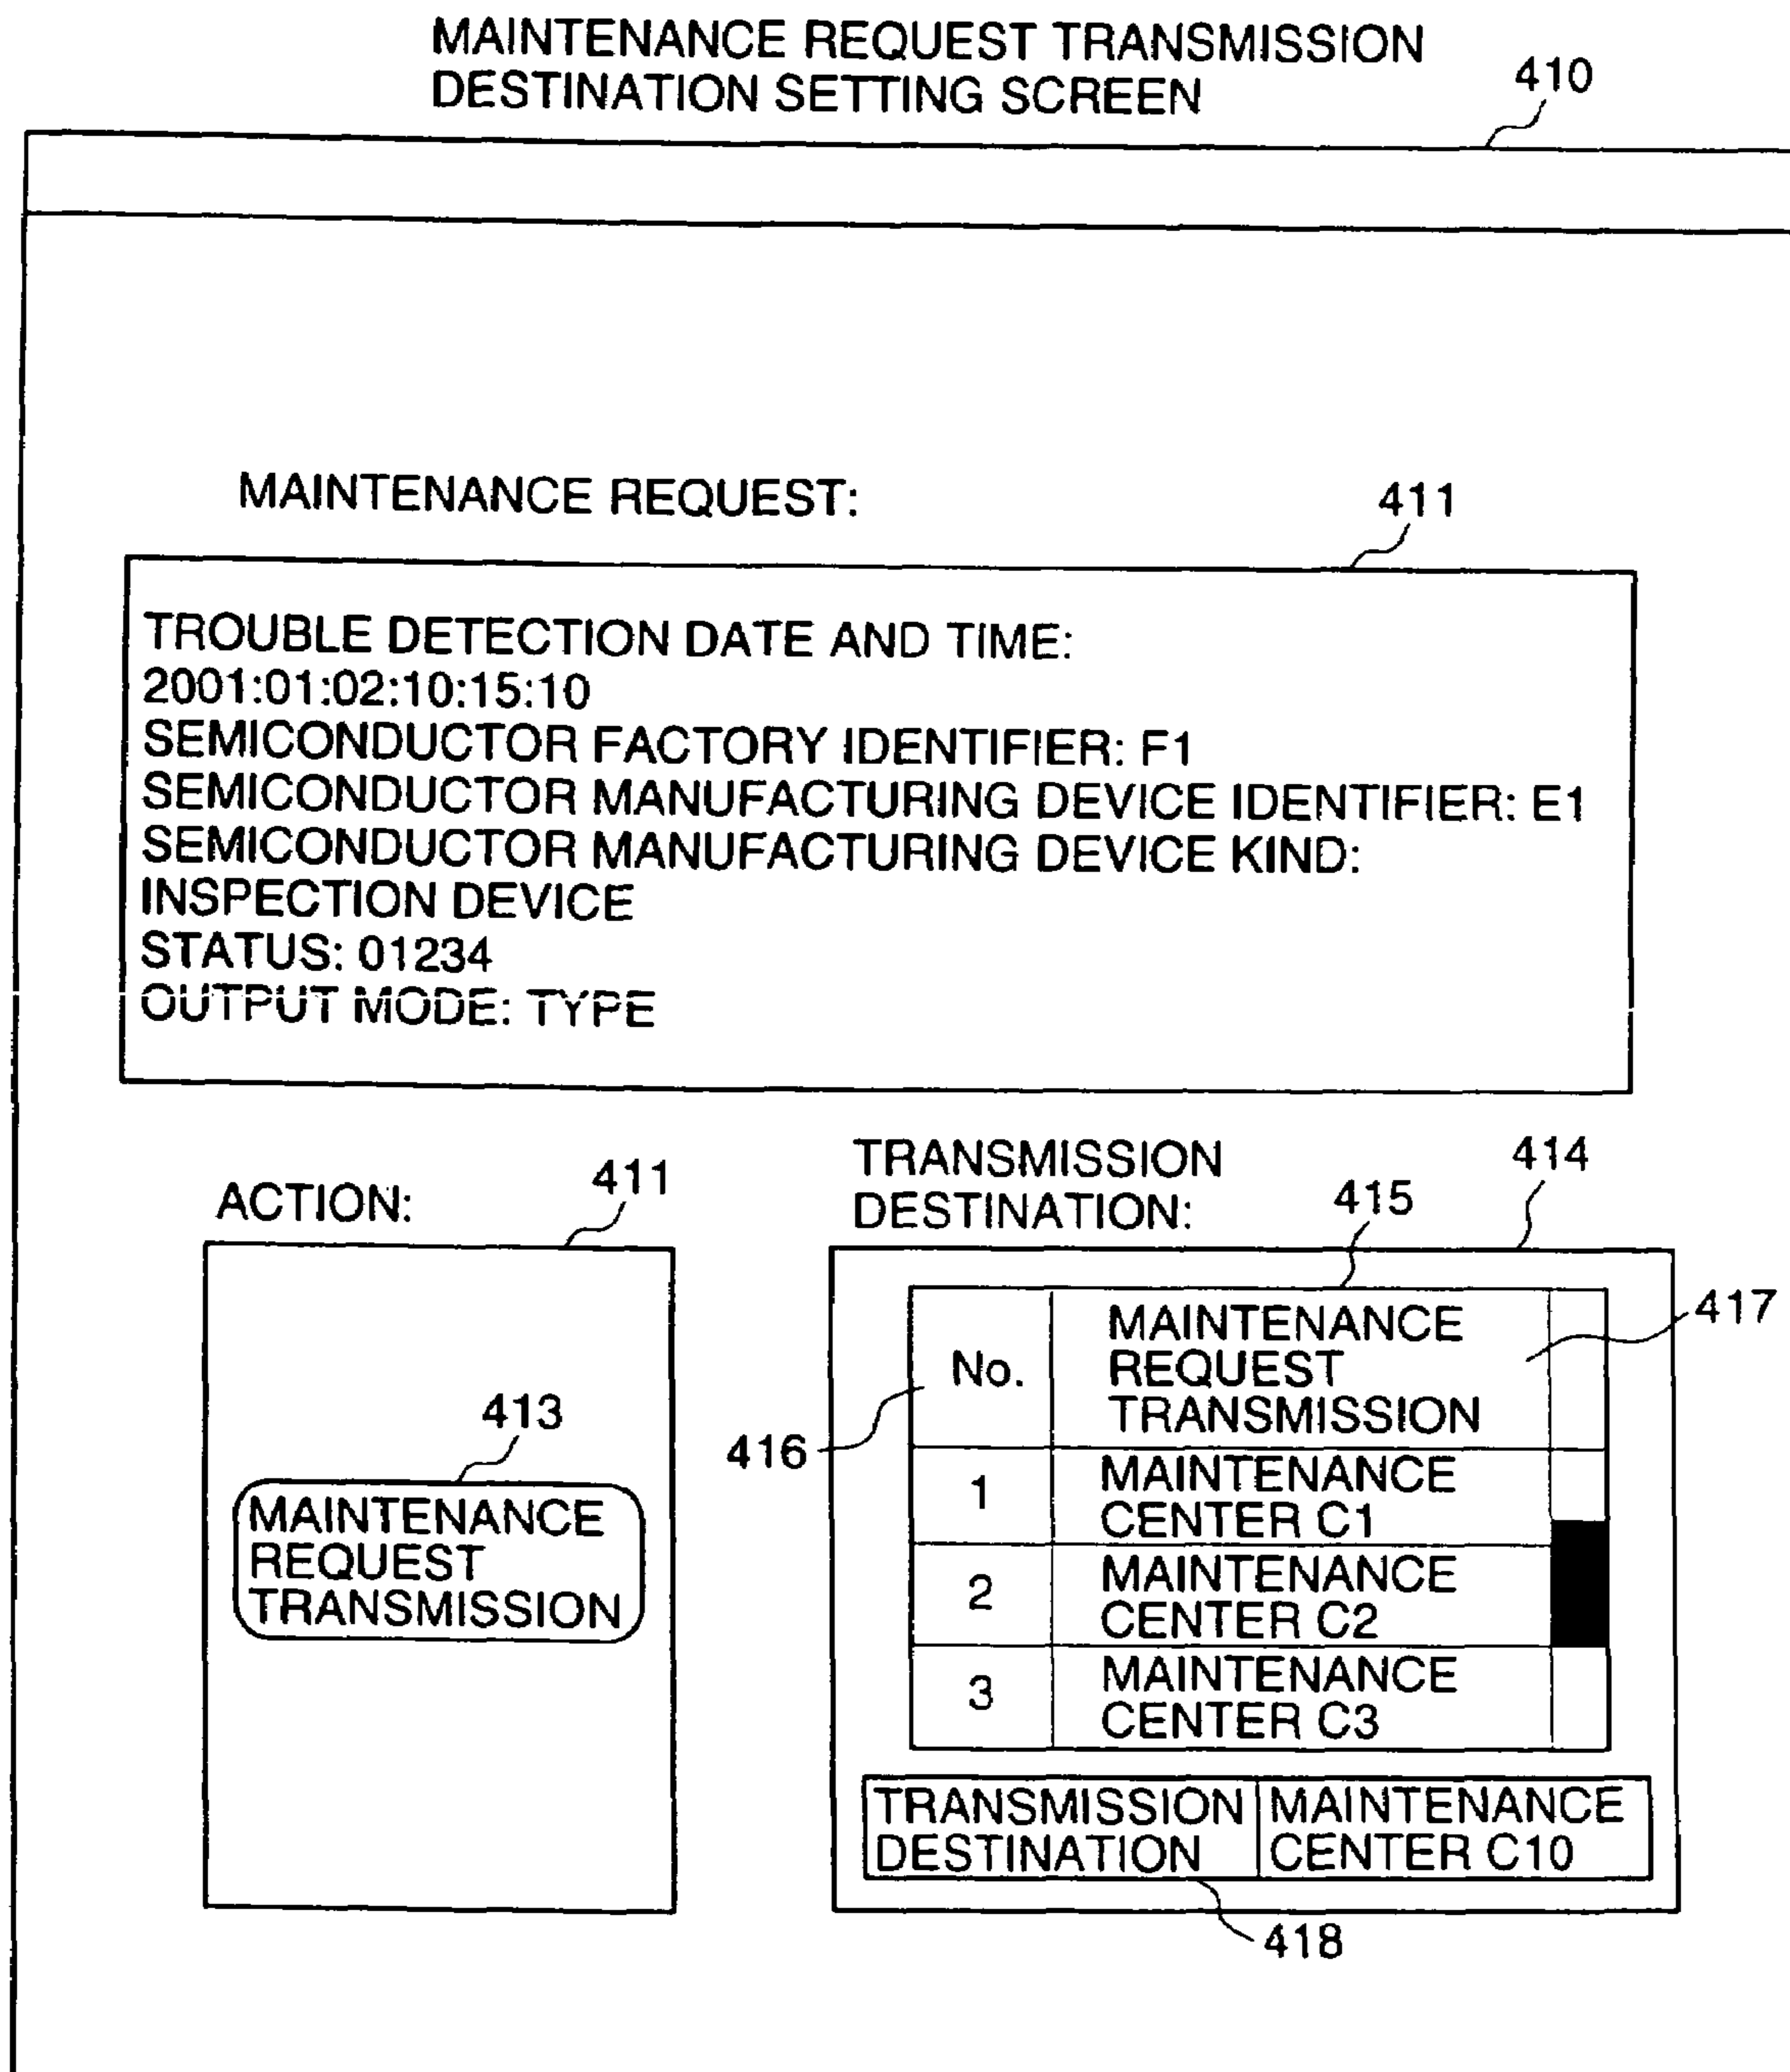 MAINTENANCE REQUEST TRANSMISSION
DESTINATION SETTING SCREEN
410
MAINTENANCE REQUEST:
411
TROUBLE DETECTION DATE AND TIME:
2001:01:02:10:15:10
SEMICONDUCTOR FACTORY IDENTIFIER: F1
SEMICONDUCTOR MANUFACTURING DEVICE IDENTIFIER: E1
SEMICONDUCTOR MANUFACTURING DEVICE KIND:
INSPECTION DEVICE
STATUS: 01234
OUTPUT MODE: TYPE
ACTION:
411
413
MAINTENANCE
REQUEST
TRANSMISSION
TRANSMISSION
DESTINATION:
414
415
416
417
No.
MAINTENANCE
REQUEST
TRANSMISSION
1
MAINTENANCE
CENTER C1
2
MAINTENANCE
CENTER C2
3
MAINTENANCE
CENTER C3
TRANSMISSION
DESTINATION
MAINTENANCE
CENTER C10
418